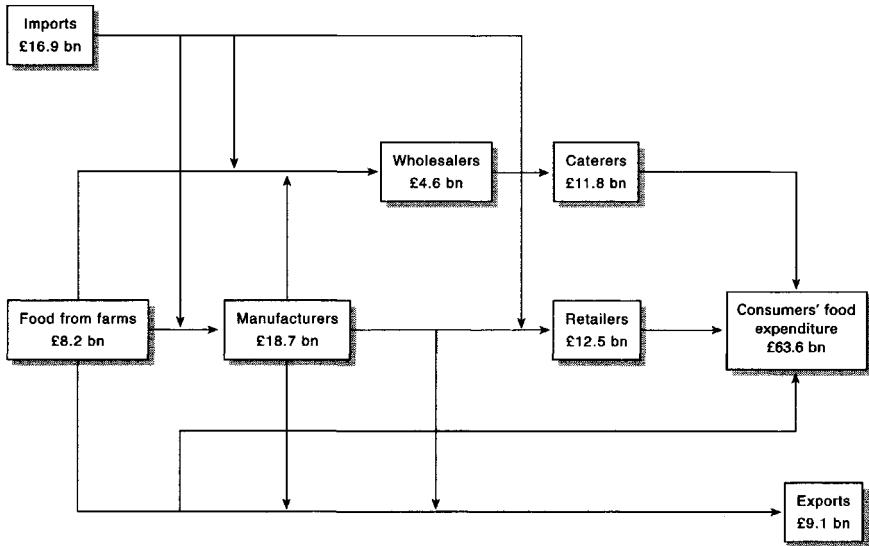 Imports
£16.9 bn
Wholesalers
£4.6 bn
Caterers
£11.8 bn
Food from farms
£8.2 bn
Manufacturers
£18.7 bn
Retailers
£12.5 bn
Consumers' food
expenditure
£63.6 bn
Exports
£9.1 bn